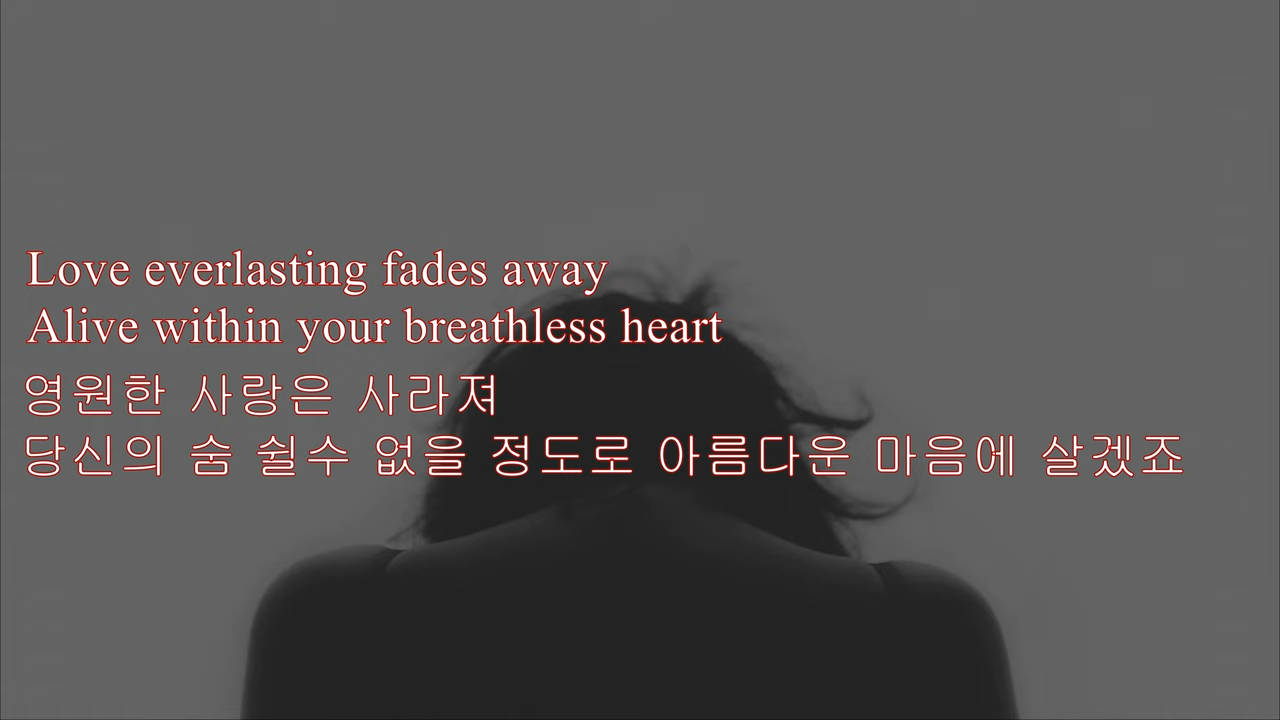 Love everlasting fades away
Alive within your breathless heart
영원한 사랑은 사라져
당신의 숨 쉴수 없을 정도로 아름다운 마음에 살겠죠